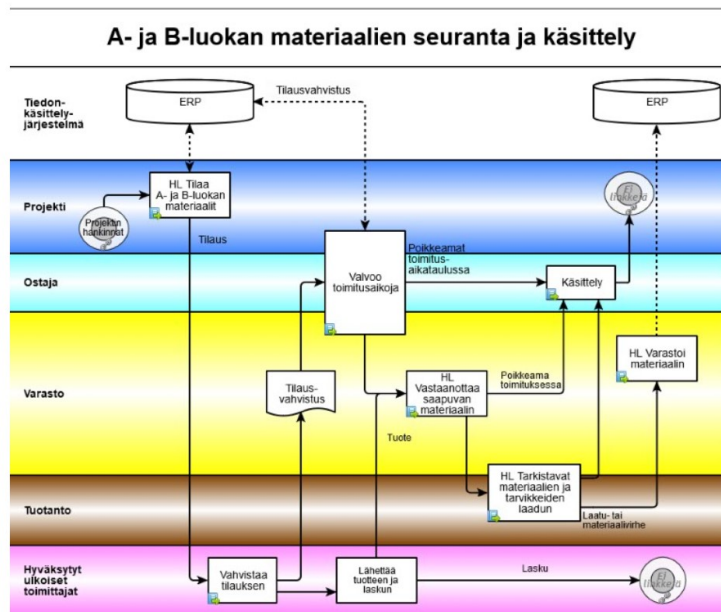 A- ja B-luokan materiaalien seuranta ja käsittely
Tiedon-
käsittely-
järjestelmä
ERP
Tilausvahvistus
ERP
Projekti
Projektin
hankinnat
HL Tilaa
A- ja B-luokan
materiaalit
Tilaus
Ei
linkkejä
Ostaja
Valvoo
toimitusaikoja
Poikkeamat
toimitus-
aikataulussa
Käsittely
Varasto
Tilaus-
vahvistus
HL
Vastaanottaa
saapuvan
materiaalin
Poikkeama
toimituksessa
HL Varastoi
materiaalin
Tuote
Tuotanto
HL Tarkistavat
materiaalien ja
tarvikkeiden
laadun
Laatu- tai
materiaalivirhe
Hyväksytyt
ulkoiset
toimittajat
Vahvistaa
tilauksen
Lähettää
tuotteen ja
laskun
Lasku
Ei
linkkejä